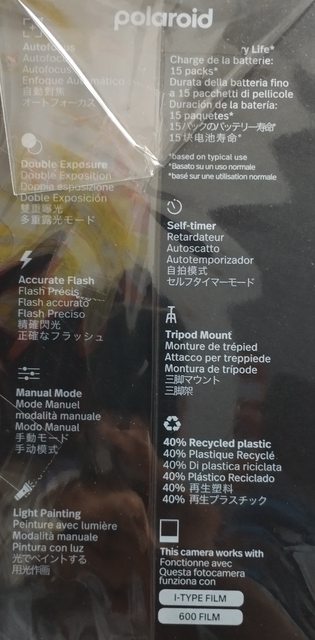 polaroid
Autofocus
Autofocus
Autofocus
Enfoque Automático
自動對焦
オートフォーカス
Double Exposure
Double Exposition
Doppia esposizione
Doble Exposición
雙重曝光
多重露光モード
Accurate Flash
Flash Précis
Flash accurato
Flash Preciso
精確閃光
正確なフラッシュ
Manual Mode
Mode Manuel
modalità manuale
Modo Manual
手動モード
手动模式
Light Painting
Peinture avec lumière
Modalità manuale
Pintura con luz
光でペイントする
用光作画
ry Life*
Charge de la batterie:
15 packs*
Durata della batteria fino
a 15 pacchetti di pellicole
Duración de la batería:
15 paquetes*
15パックのバッテリー寿命*
15 块电池寿命*
*based on typical use
*Basato su un uso normale
*basé sur une utilisation normale
Self-timer
Retardateur
Autoscatto
Autotemporizador
自拍模式
セルフタイマーモード
Tripod Mount
Monture de trépied
Attacco per treppiede
Montura de trípode
三脚マウント
三脚架
40% Recycled plastic
40% Plastique Recyclé
40% Di plastica riciclata
40% Plástico Reciclado
40% 再生塑料
40% 再生プラスチック
This camera works with
Fonctionne avec
Questa fotocamera
funziona con
I-TYPE FILM
600 FILM